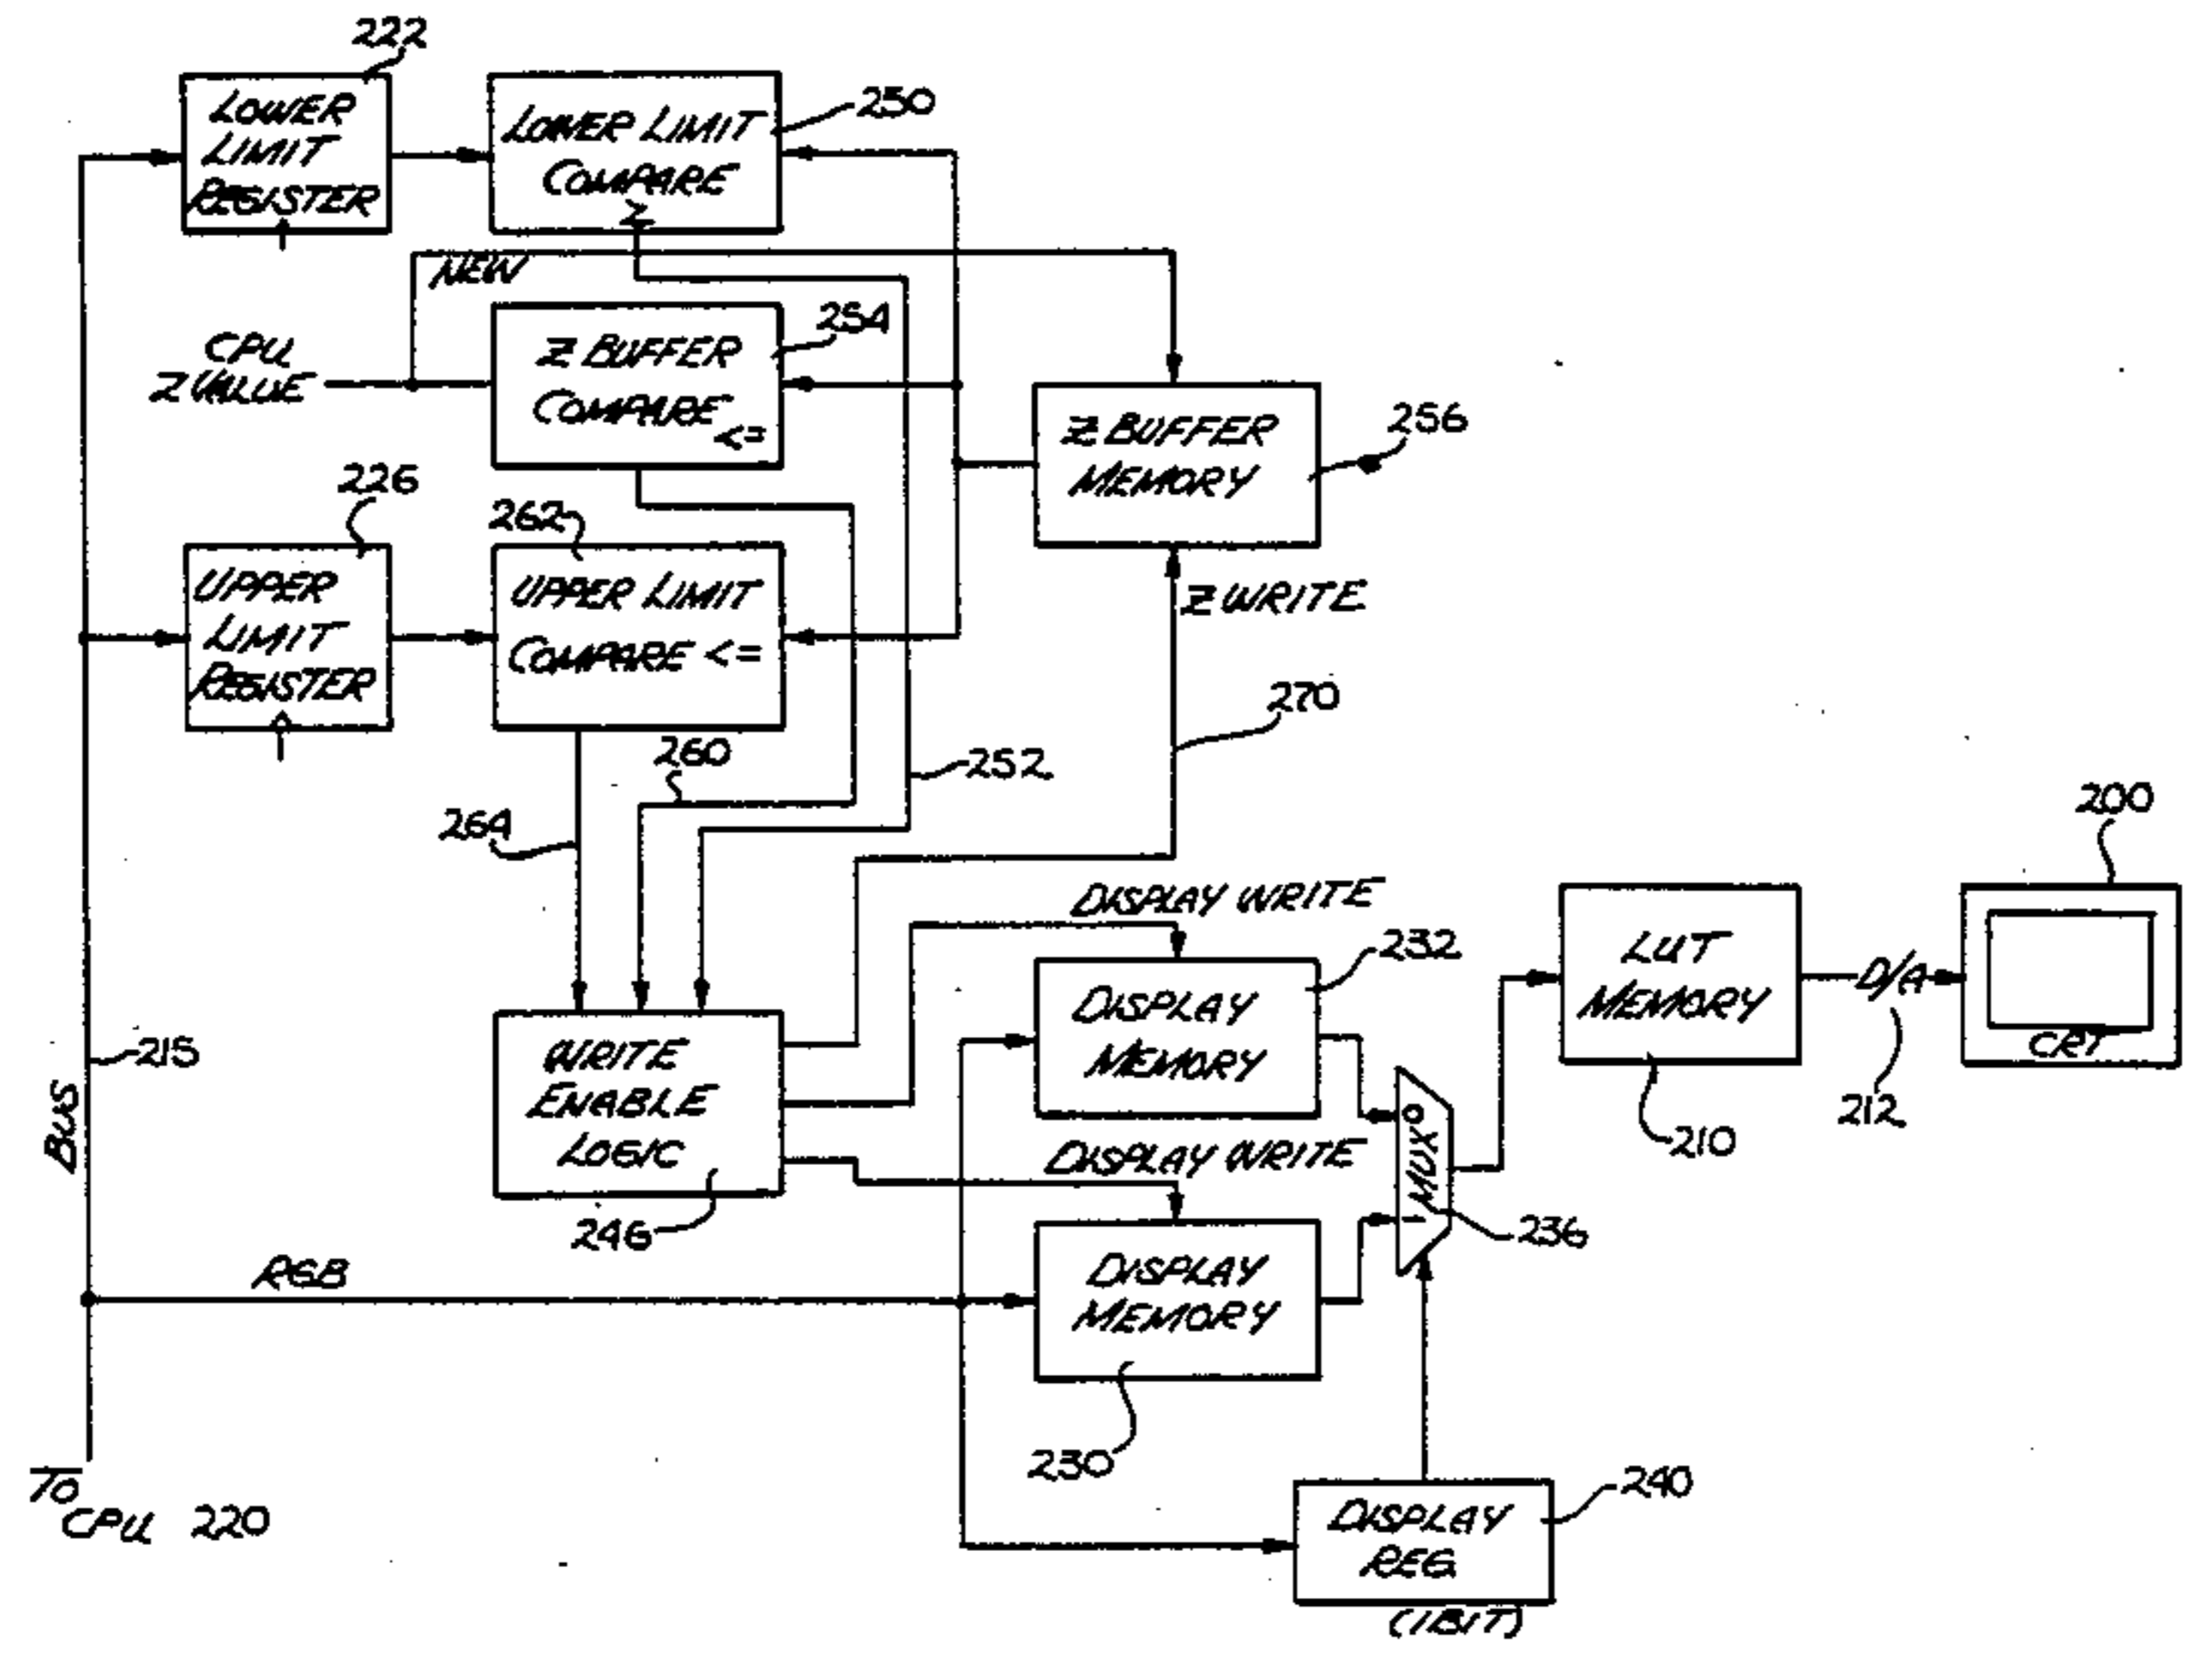 222
LOWER
LIMIT
REGISTER
LOWER LIMIT
COMPARE
250
NEW
CPU
Z VALUE
Z BUFFER
COMPARE
<=
254
Z BUFFER
MEMORY
256
226
UPPER
LIMIT
REGISTER
262
UPPER LIMIT
COMPARE <=
Z WRITE
270
260
252
264
200
DISPLAY WRITE
232
DISPLAY
MEMORY
LUT
MEMORY
D/A
CRT
212
210
215
BUS
WRITE
ENABLE
LOGIC
246
DISPLAY WRITE
0
MUX
1
236
RGB
DISPLAY
MEMORY
230
240
DISPLAY
REG
(1BIT)
TO
CPU 220